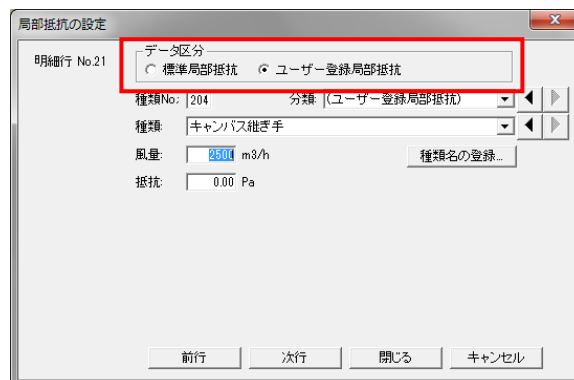 局部抵抗の設定
明細行 No.21
データ区分
標準局部抵抗 ユーザー登録局部抵抗
種類No: 204 分類: (ユーザー登録局部抵抗)
種類: キャンバス継ぎ手
風量: 2500 m3/h 種類名の登録...
抵抗: 0.00 Pa
前行 次行 閉じる キャンセル